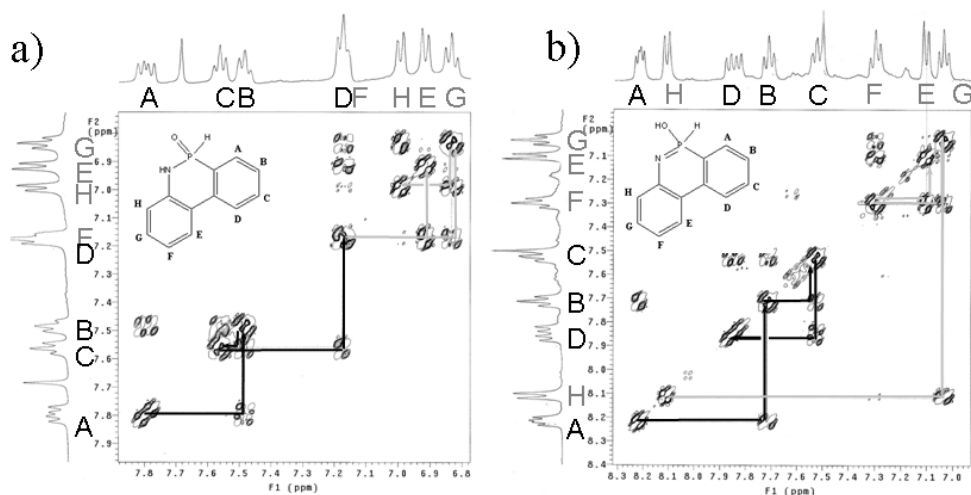 a)
A C B D F H E G
F2
(ppm)
G
6.9
E
H
7.0
7.1
F
7.2
D
7.3
7.4
7.5
B
C
7.6
7.7
7.8
A
7.9
O H
P
HN
A
B
C
D
H
E
G
F
7.8 7.7 7.6 7.5 7.4 7.3 7.2 7.1 7.0 6.9 6.8
F1 (ppm)
b)
A H D B C F E G
F2
(ppm)
G
7.1
E
7.2
F
7.3
7.4
7.5
C
7.6
7.7
B
7.8
D
7.9
8.0
H
8.1
8.2
A
8.3
8.4
HO H
P
N
A
B
C
D
H
E
G
F
8.3 8.2 8.1 8.0 7.9 7.8 7.7 7.6 7.5 7.4 7.3 7.2 7.1 7.0
F1 (ppm)